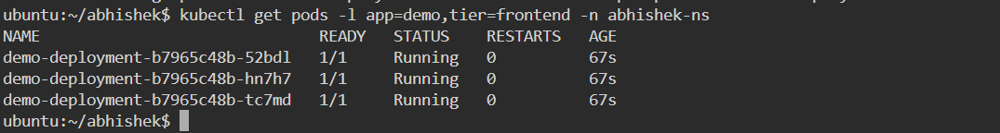 ubuntu:~/abhishek$ kubectl get pods -l app=demo,tier=frontend -n abhishek-ns
NAME                              READY   STATUS    RESTARTS   AGE
demo-deployment-b7965c48b-52bdl   1/1     Running   0          67s
demo-deployment-b7965c48b-hn7h7   1/1     Running   0          67s
demo-deployment-b7965c48b-tc7md   1/1     Running   0          67s
ubuntu:~/abhishek$